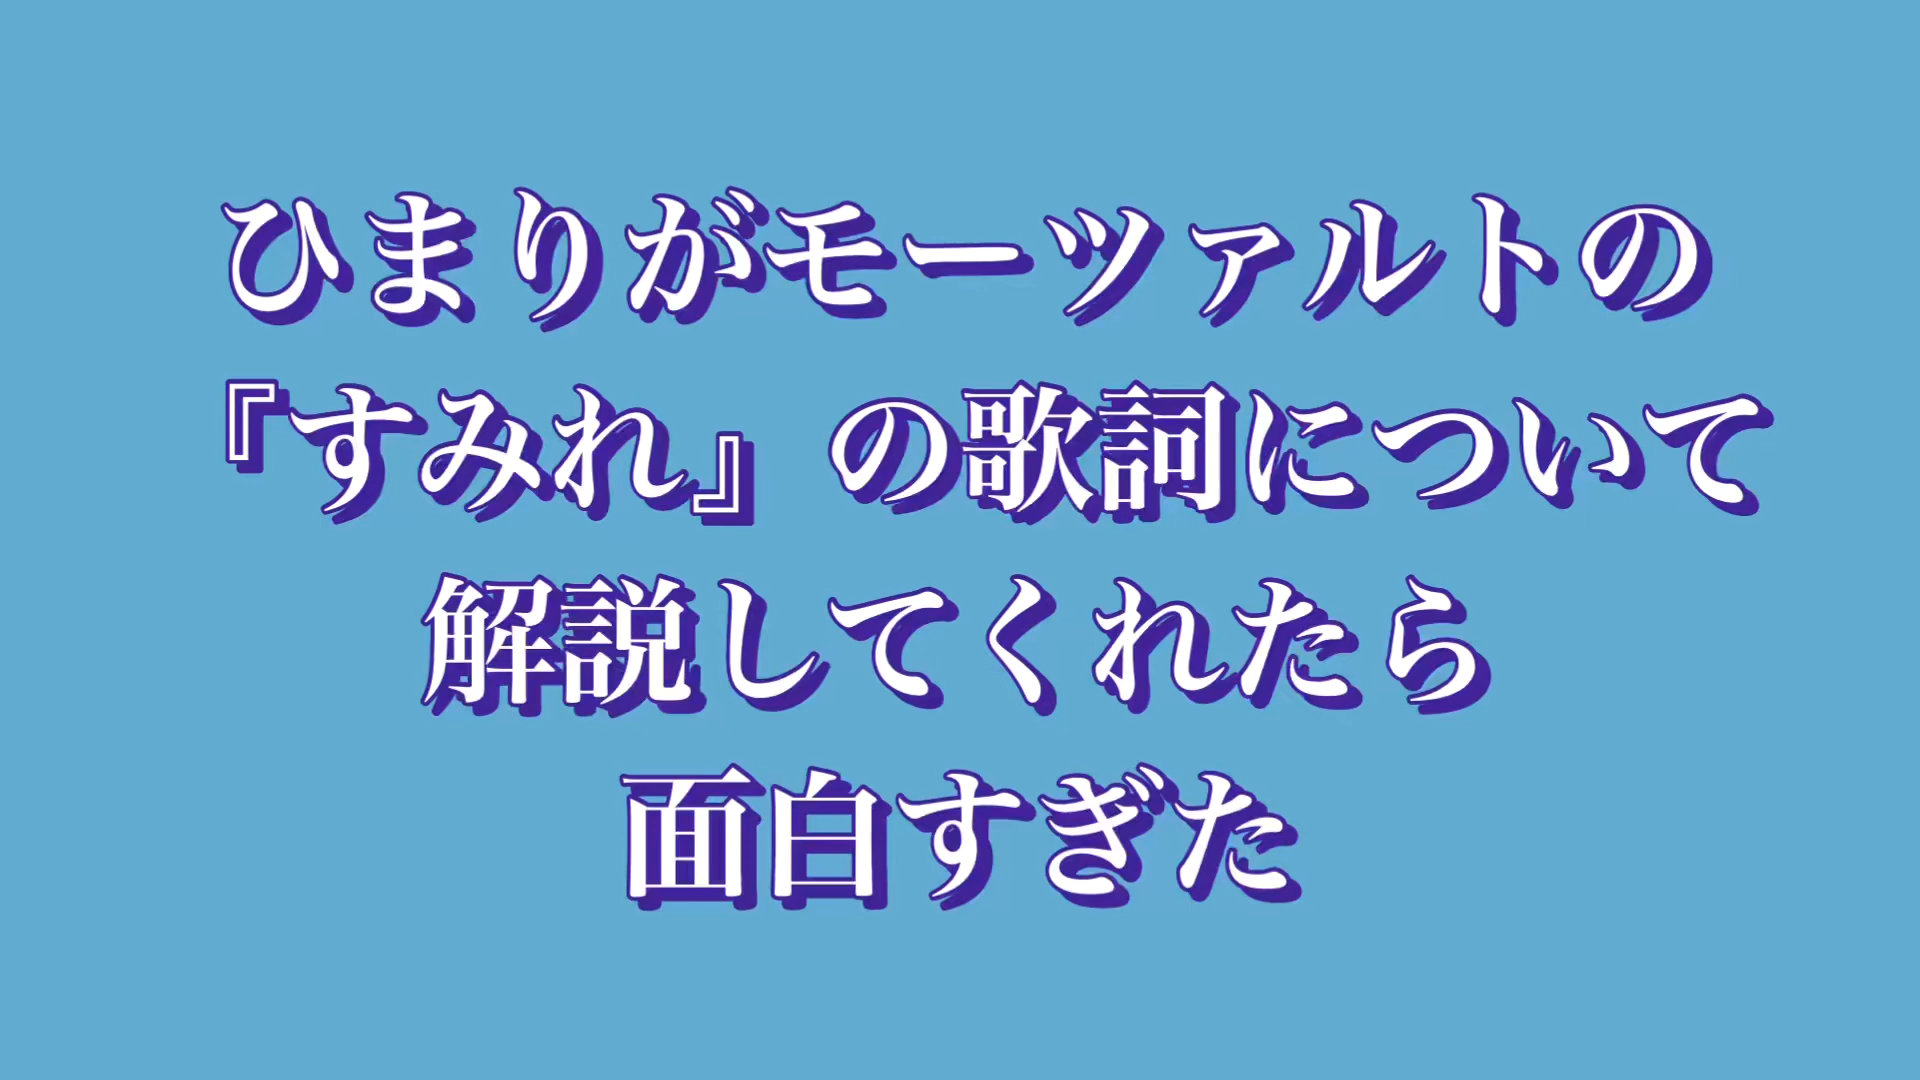 ひまりがモーツァルトの
『すみれ』の歌詞について
解説してくれたら
面白すぎた